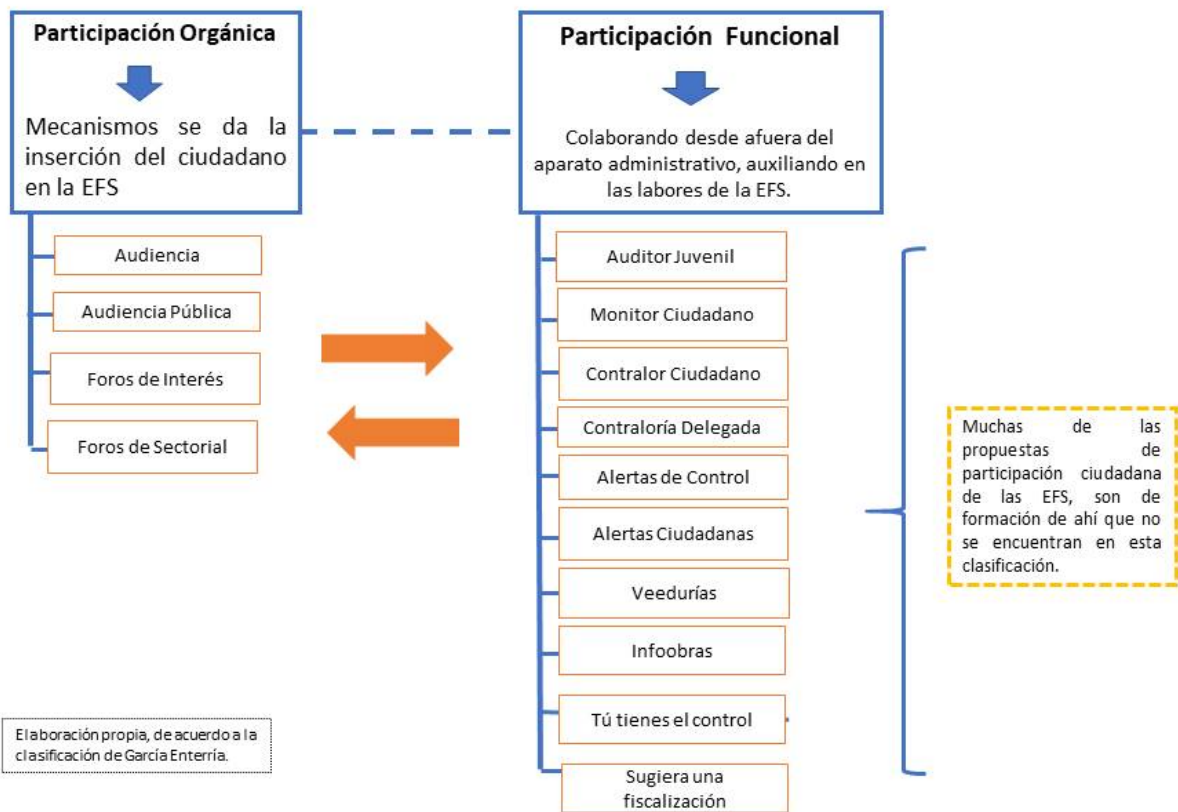 Participación Orgánica
Mecanismos se da la
inserción del ciudadano
en la EFS
Audiencia
Audiencia Pública
Foros de Interés
Foros de Sectorial
Participación Funcional
Colaborando desde afuera del
aparato administrativo, auxiliando en
las labores de la EFS.
Auditor Juvenil
Monitor Ciudadano
Contralor Ciudadano
Contraloría Delegada
Alertas de Control
Alertas Ciudadanas
Veedurías
Infoobras
Tú tienes el control
Sugiera una
fiscalización
Muchas de las
propuestas de
participación ciudadana
de las EFS, son de
formación de ahí que no
se encuentran en esta
clasificación.
Elaboración propia, de acuerdo a la
clasificación de García Enterría.